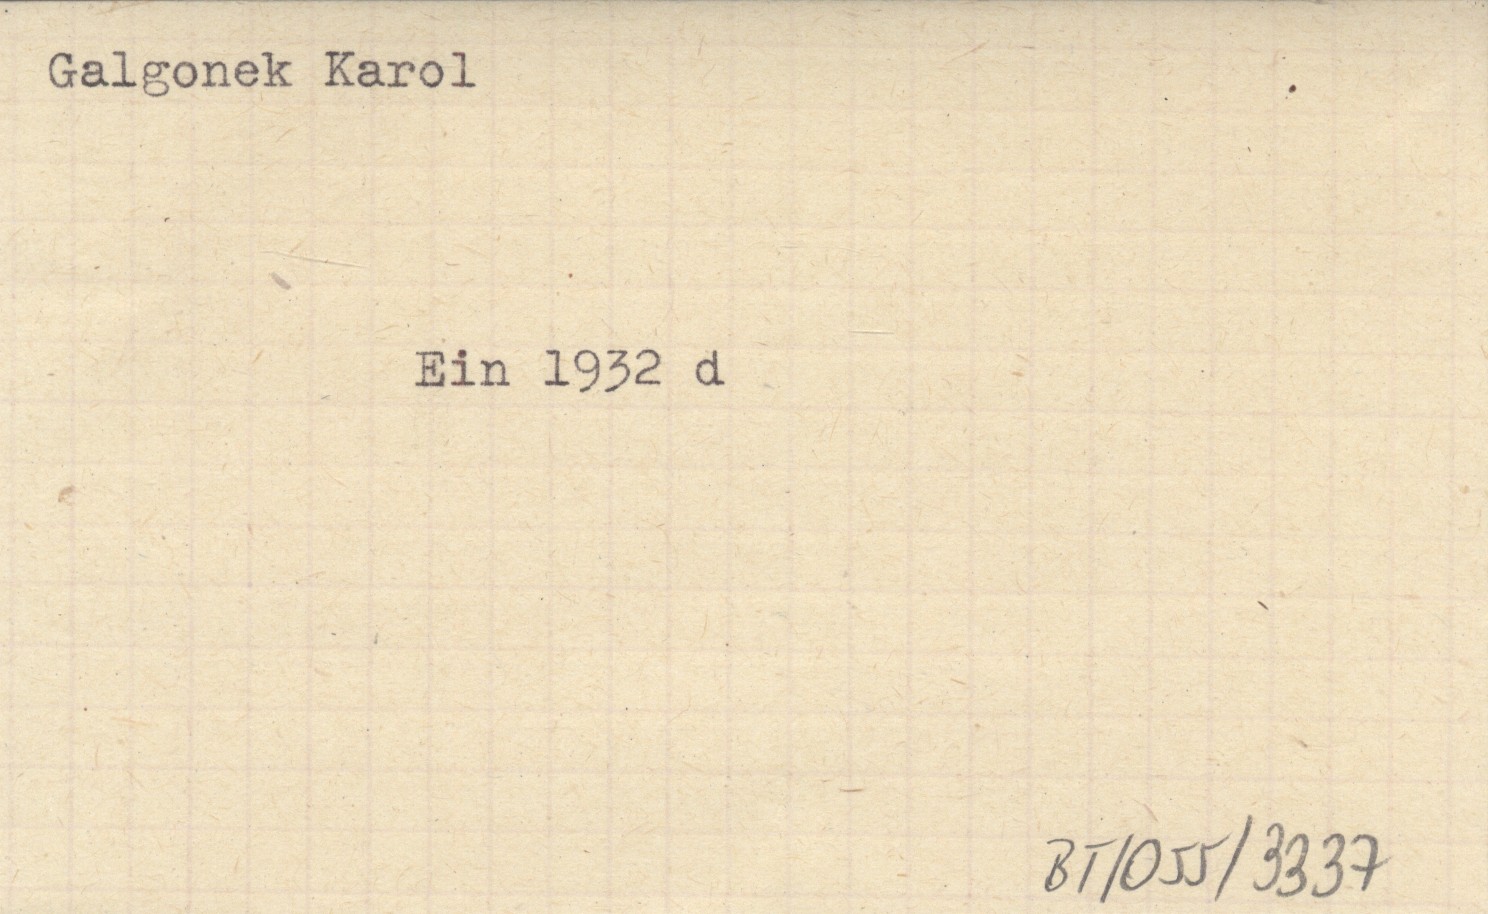 Galgonek Karol
Ein 1932 d
BT/055/3337